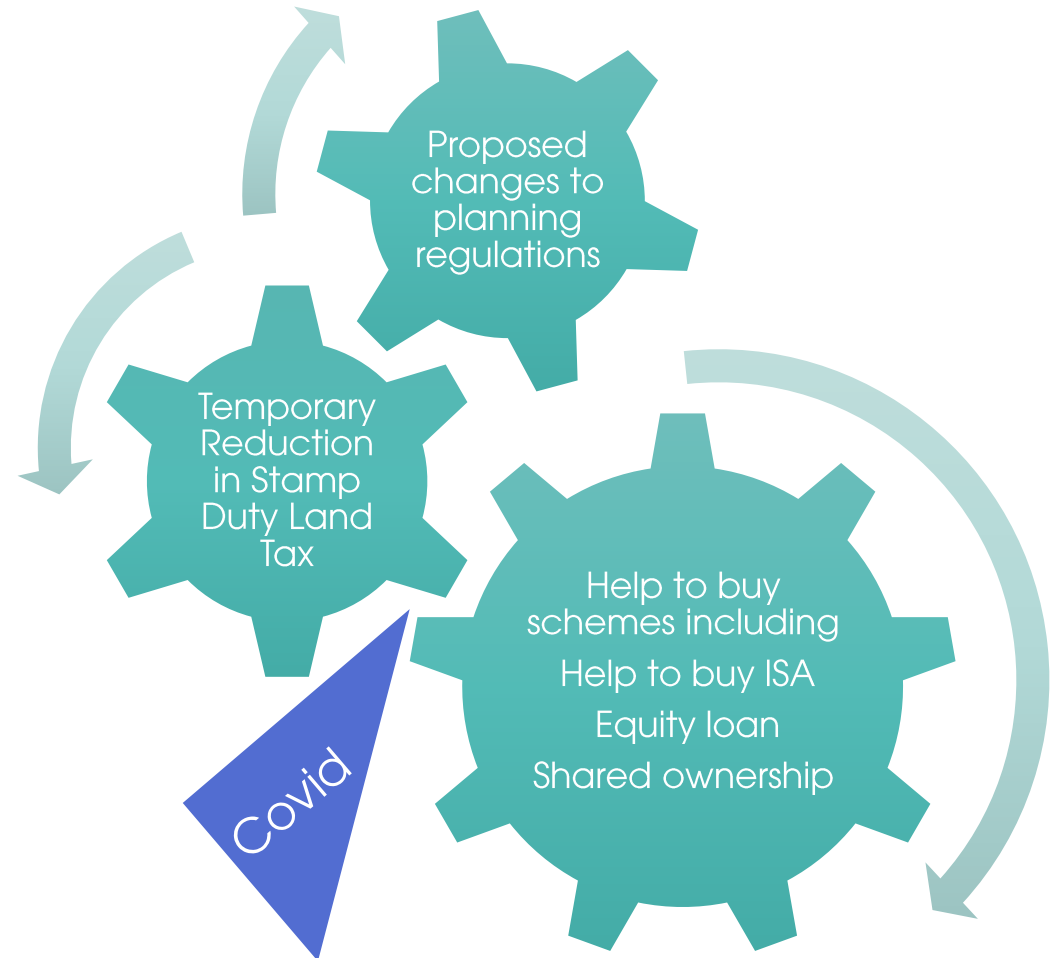 Proposed
changes to
planning
regulations
Temporary
Reduction
in Stamp
Duty Land
Tax
Help to buy
schemes including
Help to buy ISA
Equity loan
Shared ownership
Covid